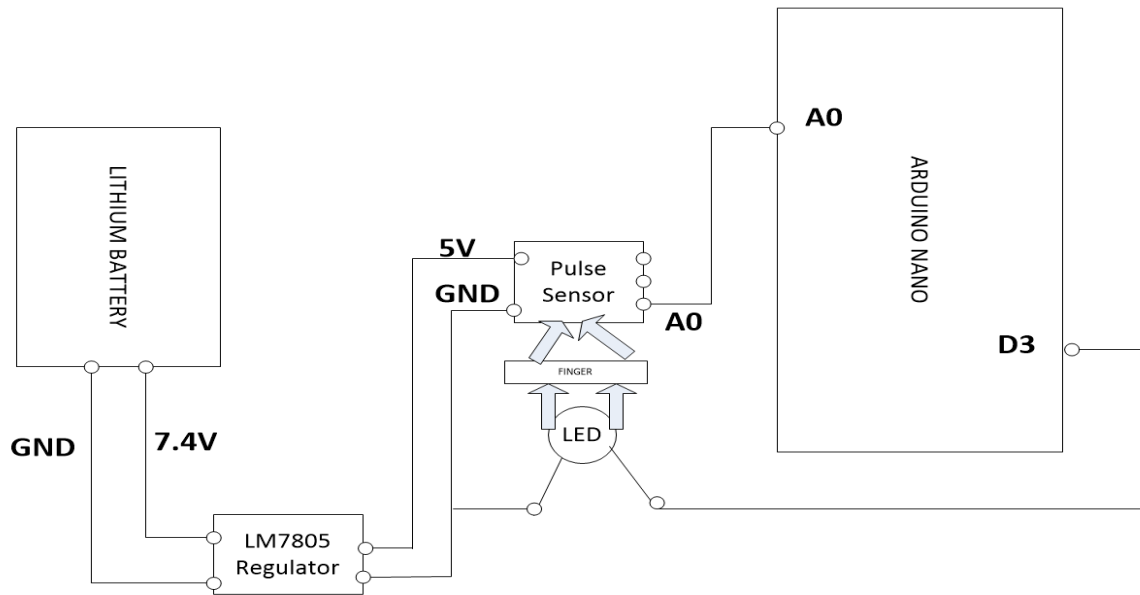 A0
LITHIUM BATTERY
ARDUINO NANO
5V
Pulse
Sensor
GND
A0
D3
FINGER
LED
GND
7.4V
LM7805
Regulator